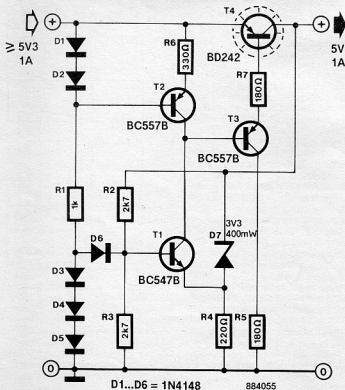 T4
+
+
≥ 5V3
1A
5V
1A
D1
D2
R6
330Ω
BD242
R7
180Ω
T2
BC557B
T3
BC557B
R1
1k
R2
2k7
3V3
400mW
D7
D6
T1
BC547B
D3
D4
D5
R3
2k7
R4
220Ω
R5
180Ω
0
0
D1...D6 = 1N4148
884055